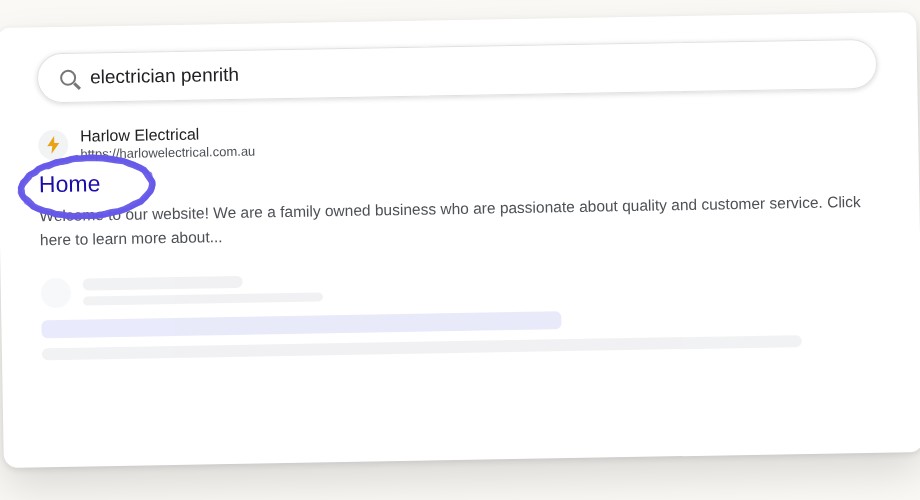 electrician penrith
Harlow Electrical
https://harlowelectrical.com.au
Home
Welcome to our website! We are a family owned business who are passionate about quality and customer service. Click
here to learn more about...